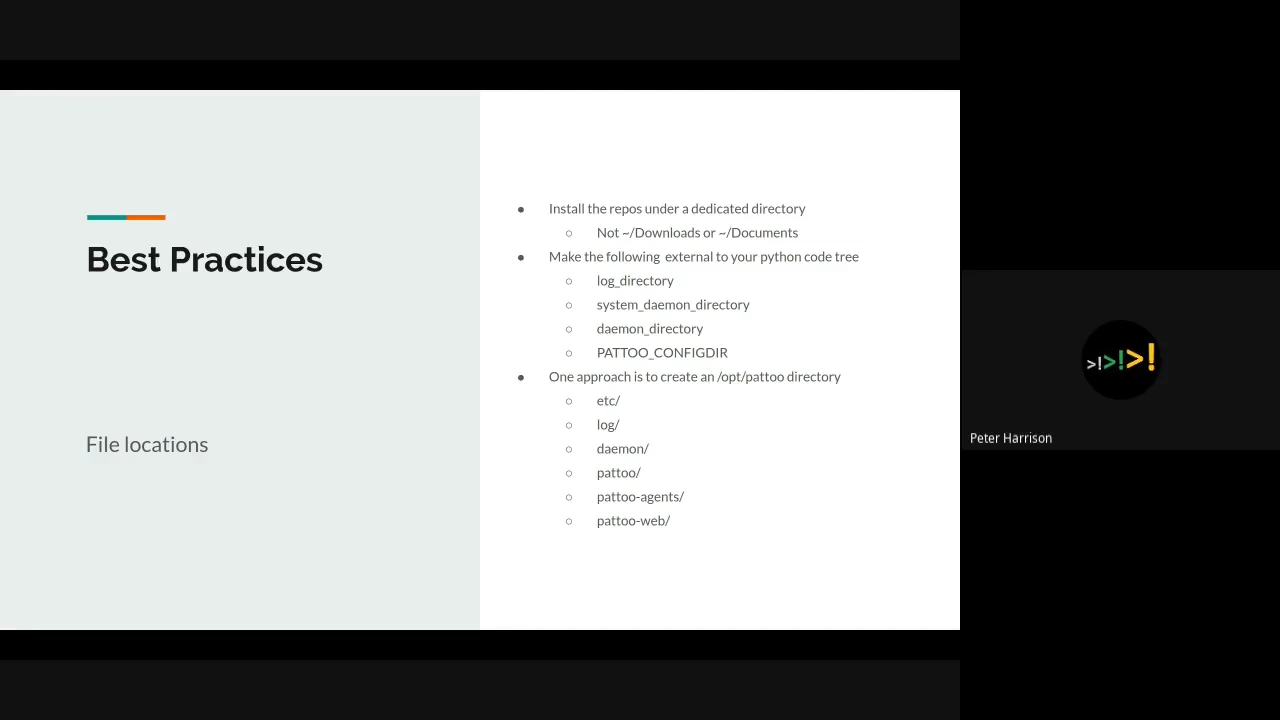 Best Practices
File locations
● Install the repos under a dedicated directory
○ Not ~/Downloads or ~/Documents
● Make the following  external to your python code tree
○ log_directory
○ system_daemon_directory
○ daemon_directory
○ PATTOO_CONFIGDIR
● One approach is to create an /opt/pattoo directory
○ etc/
○ log/
○ daemon/
○ pattoo/
○ pattoo-agents/
○ pattoo-web/
>!>!>!
Peter Harrison